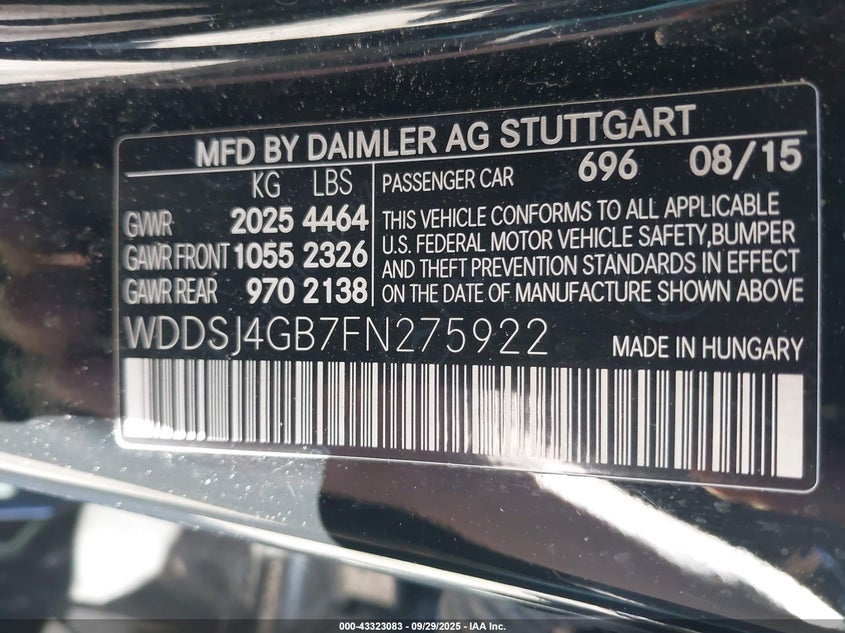 MFD BY DAIMLER AG STUTTGART
696 08/15
KG LBS
GVWR 2025 4464
GAWR FRONT 1055 2326
GAWR REAR 970 2138
PASSENGER CAR
THIS VEHICLE CONFORMS TO ALL APPLICABLE
U.S. FEDERAL MOTOR VEHICLE SAFETY,BUMPER
AND THEFT PREVENTION STANDARDS IN EFFECT
ON THE DATE OF MANUFACTURE SHOWN ABOVE
WDDSJ4GB7FN275922
MADE IN HUNGARY
000-43323083 - 09/29/2025 - IAA Inc.